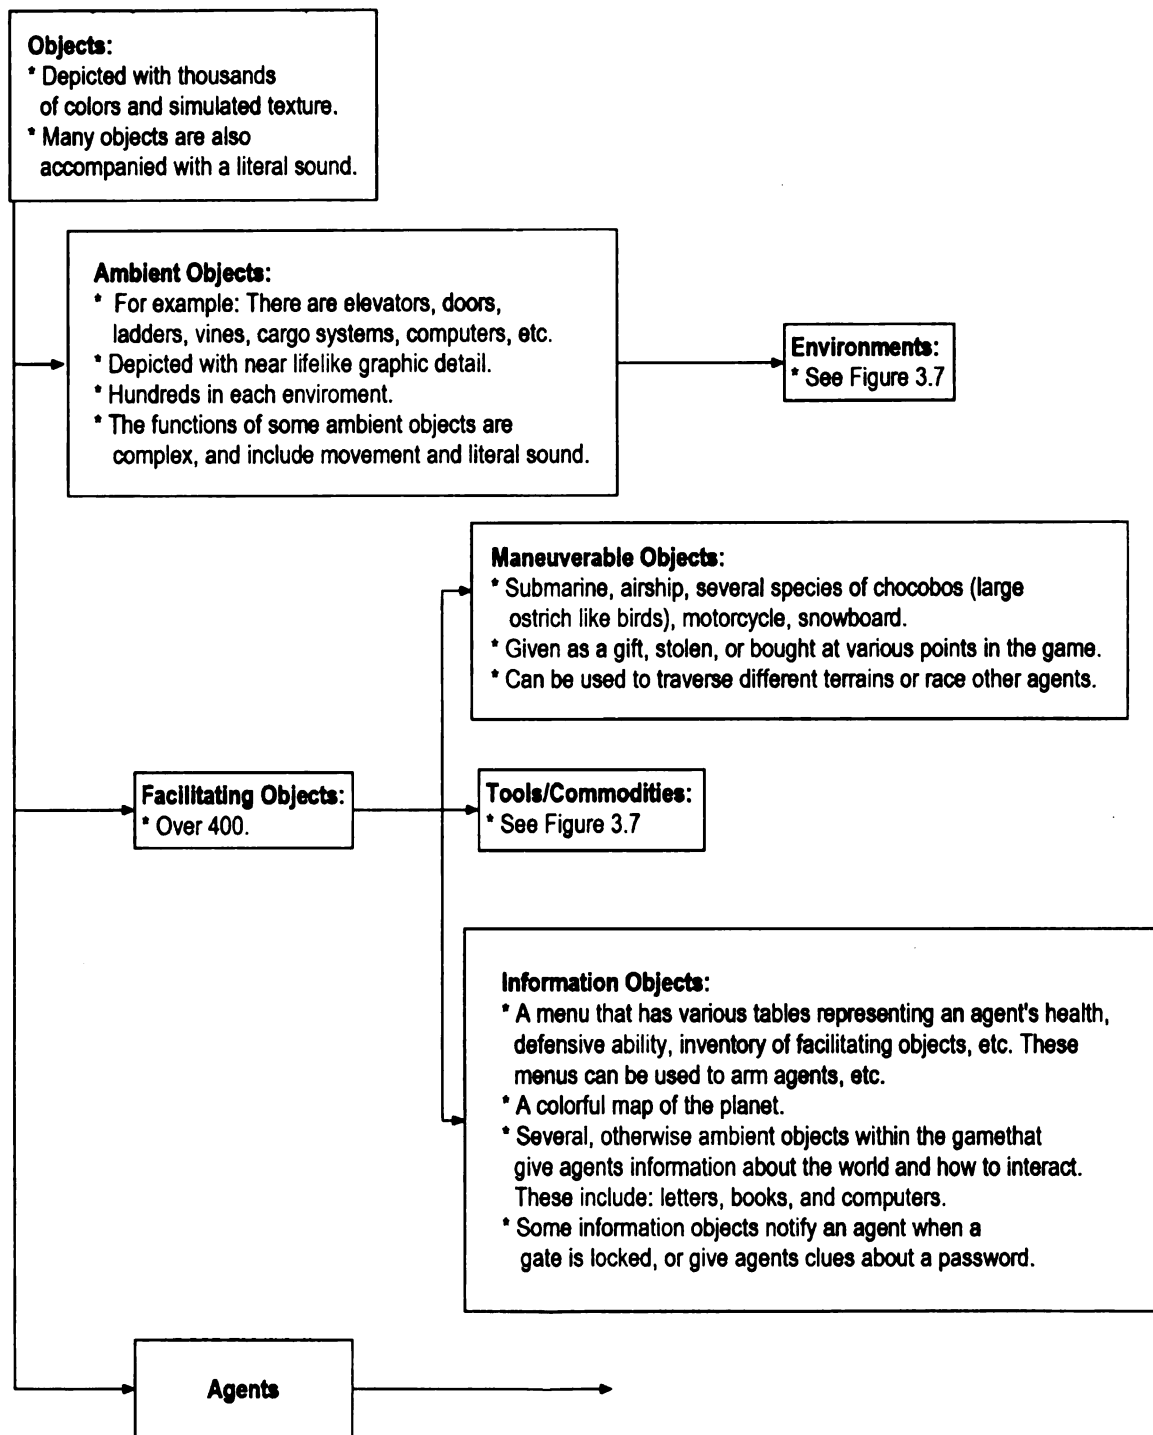 Objects:
* Depicted with thousands
of colors and simulated texture.
* Many objects are also
accompanied with a literal sound.
Ambient Objects:
* For example: There are elevators, doors,
ladders, vines, cargo systems, computers, etc.
* Depicted with near lifelike graphic detail.
* Hundreds in each enviroment.
* The functions of some ambient objects are
complex, and include movement and literal sound.
Environments:
* See Figure 3.7
Maneuverable Objects:
* Submarine, airship, several species of chocobos (large
ostrich like birds), motorcycle, snowboard.
* Given as a gift, stolen, or bought at various points in the game.
* Can be used to traverse different terrains or race other agents.
Facilitating Objects:
* Over 400.
Tools/Commodities:
* See Figure 3.7
Information Objects:
* A menu that has various tables representing an agent's health,
defensive ability, inventory of facilitating objects, etc. These
menus can be used to arm agents, etc.
* A colorful map of the planet.
* Several, otherwise ambient objects within the gamethat
give agents information about the world and how to interact.
These include: letters, books, and computers.
* Some information objects notify an agent when a
gate is locked, or give agents clues about a password.
Agents